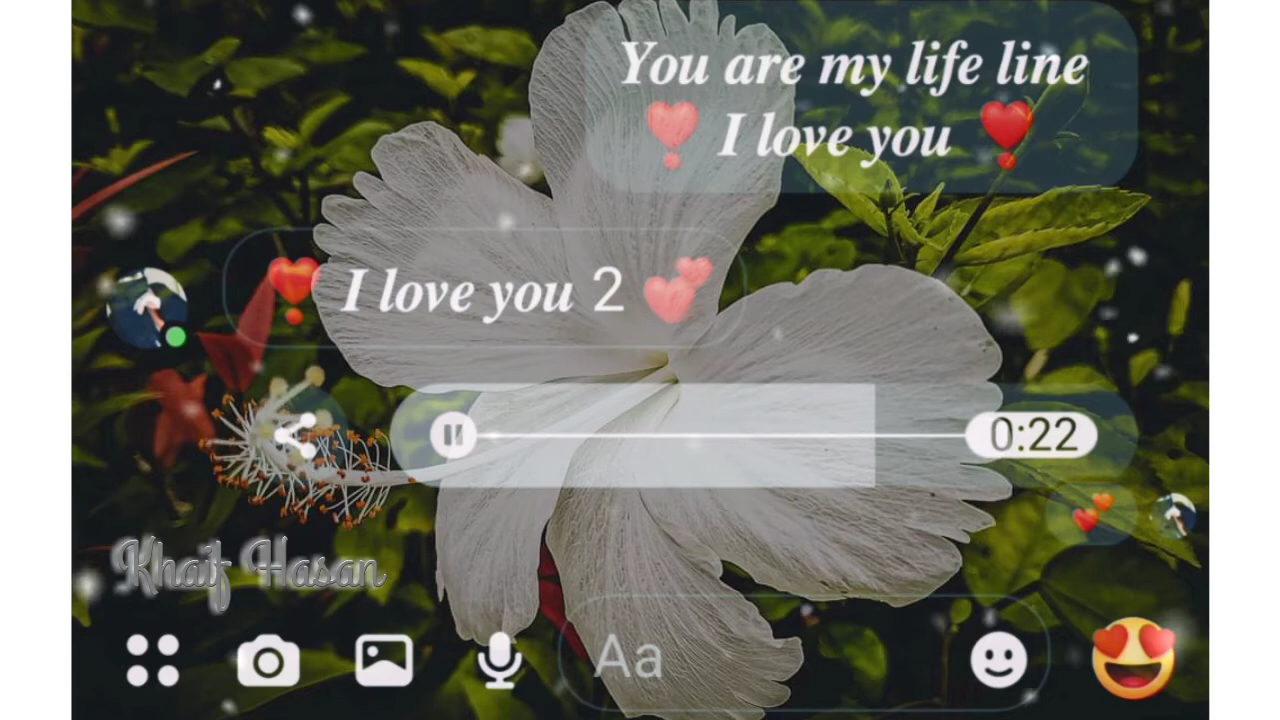 You are my life line
❣️ I love you ❣️
❣️ I love you 2 💕
0:22
Khaif Hasan
Aa